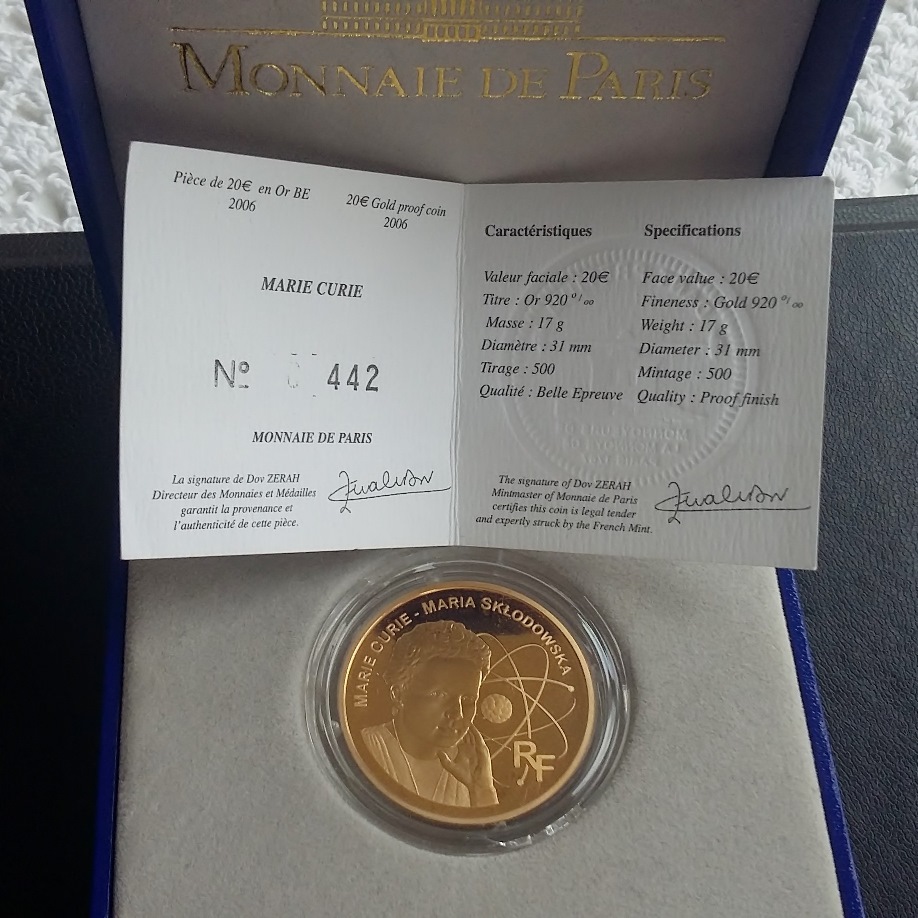 MONNAIE DE PARIS
Pièce de 20€ en Or BE
2006
20€ Gold proof coin
2006
MARIE CURIE
Nº 442
MONNAIE DE PARIS
La signature de Dov ZERAH
Directeur des Monnaies et Médailles
garantit la provenance et
l'authenticité de cette pièce.
Caractéristiques
Valeur faciale : 20€
Titre : Or 920 º/₀₀
Masse : 17 g
Diamètre : 31 mm
Tirage : 500
Qualité : Belle Epreuve
Specifications
Face value : 20€
Fineness : Gold 920 º/₀₀
Weight : 17 g
Diameter : 31 mm
Mintage : 500
Quality : Proof finish
The signature of Dov ZERAH
Mintmaster of Monnaie de Paris
certifies this coin is legal tender
and expertly struck by the French Mint.
MARIE CURIE - MARIA SKŁODOWSKA
RF